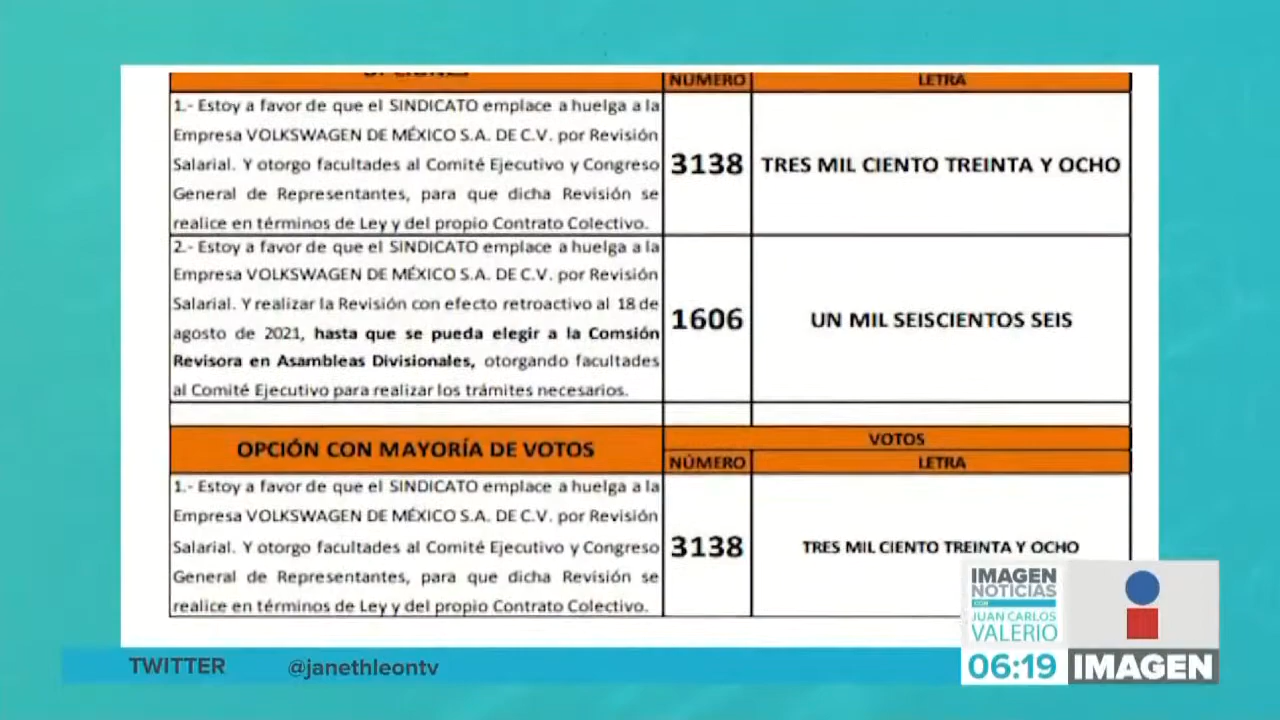 OPCIONES
NÚMERO
LETRA
1.- Estoy a favor de que el SINDICATO emplace a huelga a la
Empresa VOLKSWAGEN DE MÉXICO S.A. DE C.V. por Revisión
Salarial. Y otorgo facultades al Comité Ejecutivo y Congreso
General de Representantes, para que dicha Revisión se
realice en términos de Ley y del propio Contrato Colectivo.
3138
TRES MIL CIENTO TREINTA Y OCHO
2.- Estoy a favor de que el SINDICATO emplace a huelga a la
Empresa VOLKSWAGEN DE MÉXICO S.A. DE C.V. por Revisión
Salarial. Y realizar la Revisión con efecto retroactivo al 18 de
agosto de 2021, hasta que se pueda elegir a la Comsión
Revisora en Asambleas Divisionales, otorgando facultades
al Comité Ejecutivo para realizar los trámites necesarios.
1606
UN MIL SEISCIENTOS SEIS
OPCIÓN CON MAYORÍA DE VOTOS
VOTOS
NÚMERO
LETRA
1.- Estoy a favor de que el SINDICATO emplace a huelga a la
Empresa VOLKSWAGEN DE MÉXICO S.A. DE C.V. por Revisión
Salarial. Y otorgo facultades al Comité Ejecutivo y Congreso
General de Representantes, para que dicha Revisión se
realice en términos de Ley y del propio Contrato Colectivo.
3138
TRES MIL CIENTO TREINTA Y OCHO
IMAGEN
NOTICIAS
CON
JUAN CARLOS
VALERIO
06:19
IMAGEN
TWITTER
@janethleontv